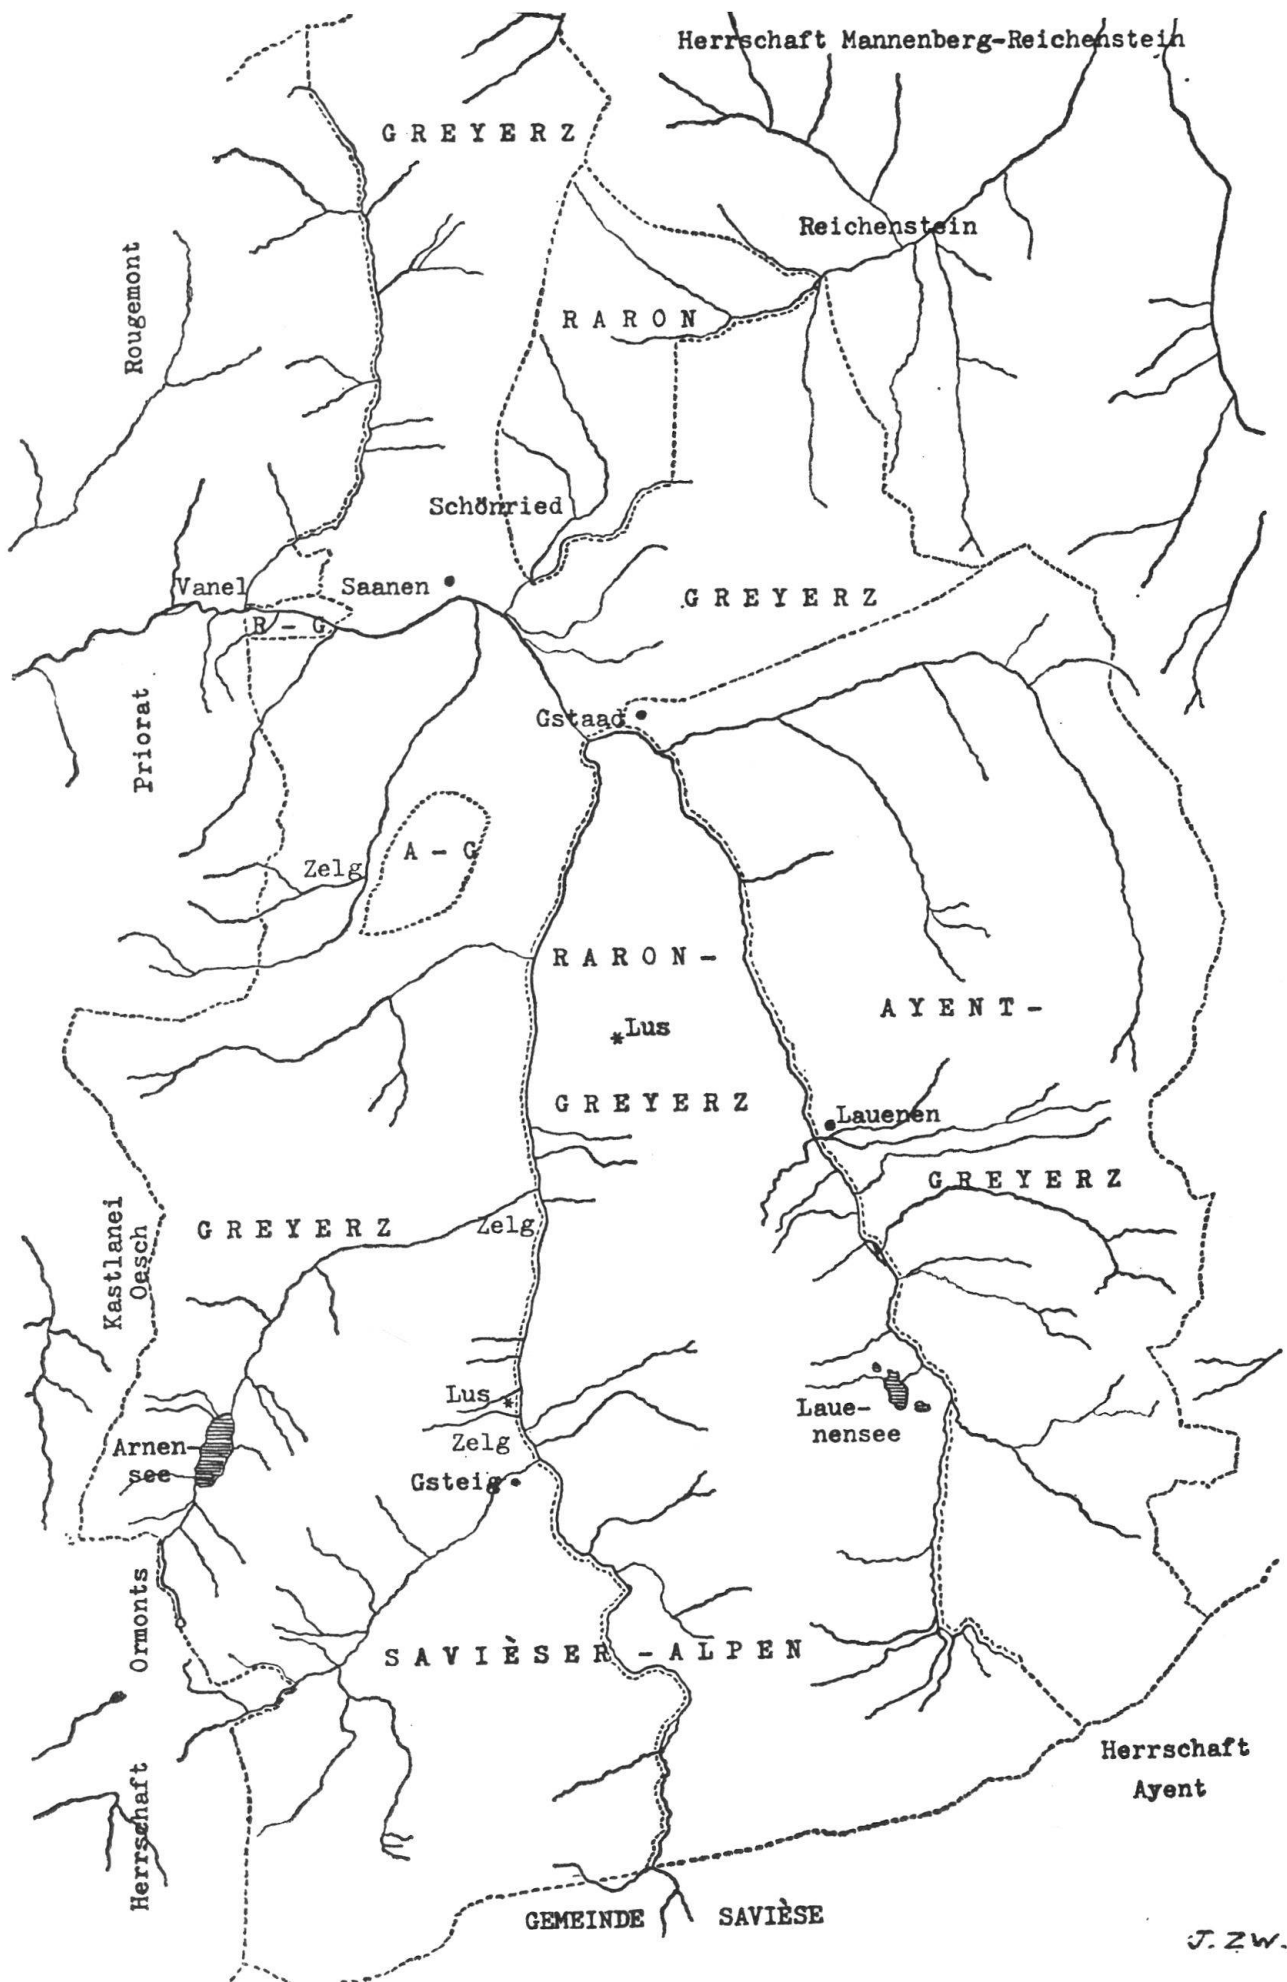 Herrschaft Mannenberg-Reichenstein
GREYERZ
Reichenstein
Rougemont
RARON
Schönried
Vanel
Saanen
GREYERZ
R - G
Priorat
Gstaad
A - G
Zelg
RARON-
AYENT-
*Lus
GREYERZ
Lauenen
GREYERZ
Kastlanei
Oesch
GREYERZ
Zelg
Lus *
Laue-
nensee
Zelg
Arnen-
see
Gsteig
Ormonts
SAVIÈSER-ALPEN
Herrschaft
Herrschaft
Ayent
GEMEINDE SAVIÈSE
J. ZW.